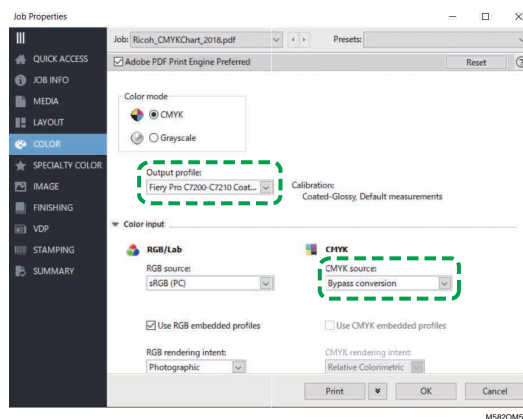 Job Properties
Job: Ricoh_CMYKChart_2018.pdf
Presets:
Adobe PDF Print Engine Preferred
Reset
QUICK ACCESS
JOB INFO
MEDIA
LAYOUT
COLOR
SPECIALTY COLOR
IMAGE
FINISHING
VDP
STAMPING
SUMMARY
Color mode
CMYK
Grayscale
Output profile:
Fiery Pro C7200-C7210 Coat...
Calibration:
Coated-Glossy, Default measurements
Color input
RGB/Lab
CMYK
RGB source:
CMYK source:
sRGB (PC)
Bypass conversion
Use RGB embedded profiles
Use CMYK embedded profiles
RGB rendering intent:
CMYK rendering intent:
Photographic
Relative Colorimetric
Print
OK
Cancel